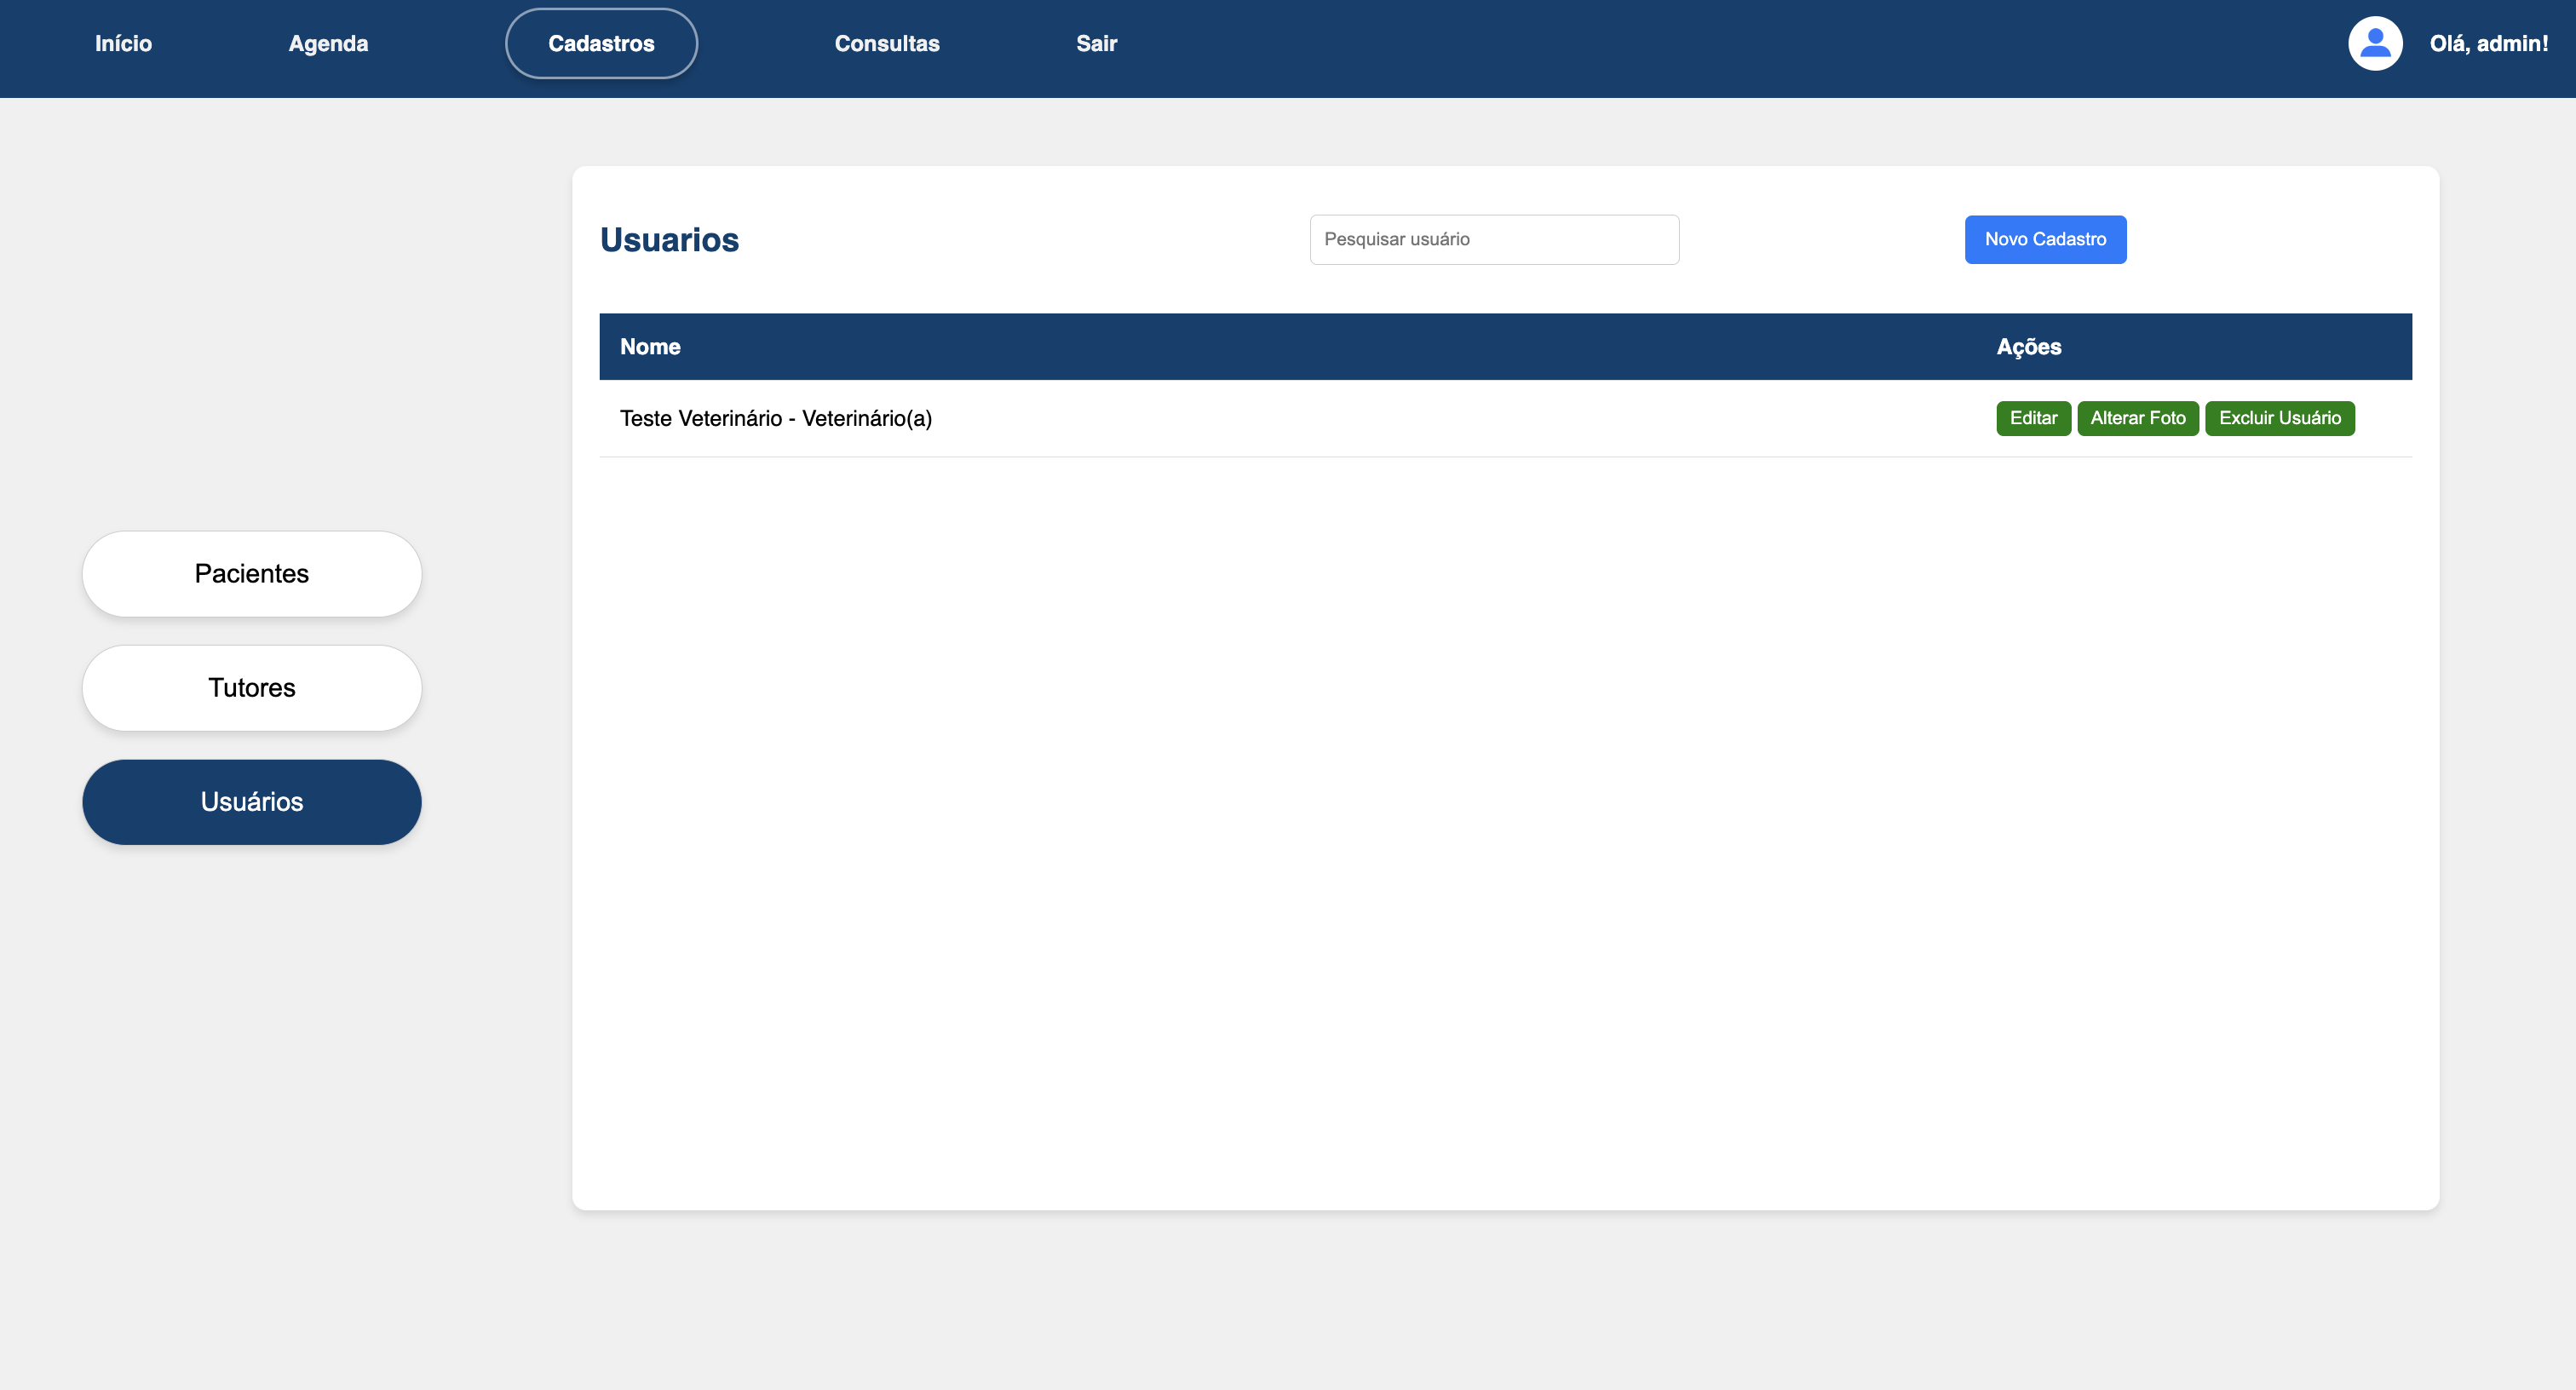 Início Agenda Cadastros Consultas Sair Olá, admin!
Usuarios Pesquisar usuário Novo Cadastro
Nome Ações
Teste Veterinário - Veterinário(a) Editar Alterar Foto Excluir Usuário
Pacientes
Tutores
Usuários